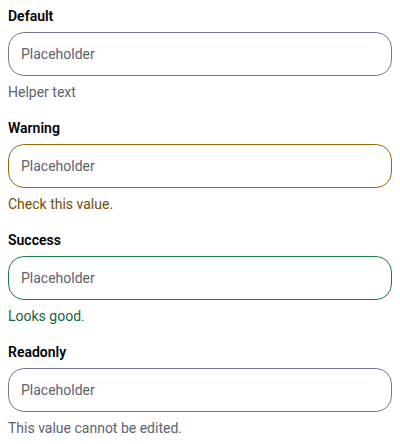 Default
Placeholder
Helper text
Warning
Placeholder
Check this value.
Success
Placeholder
Looks good.
Readonly
Placeholder
This value cannot be edited.